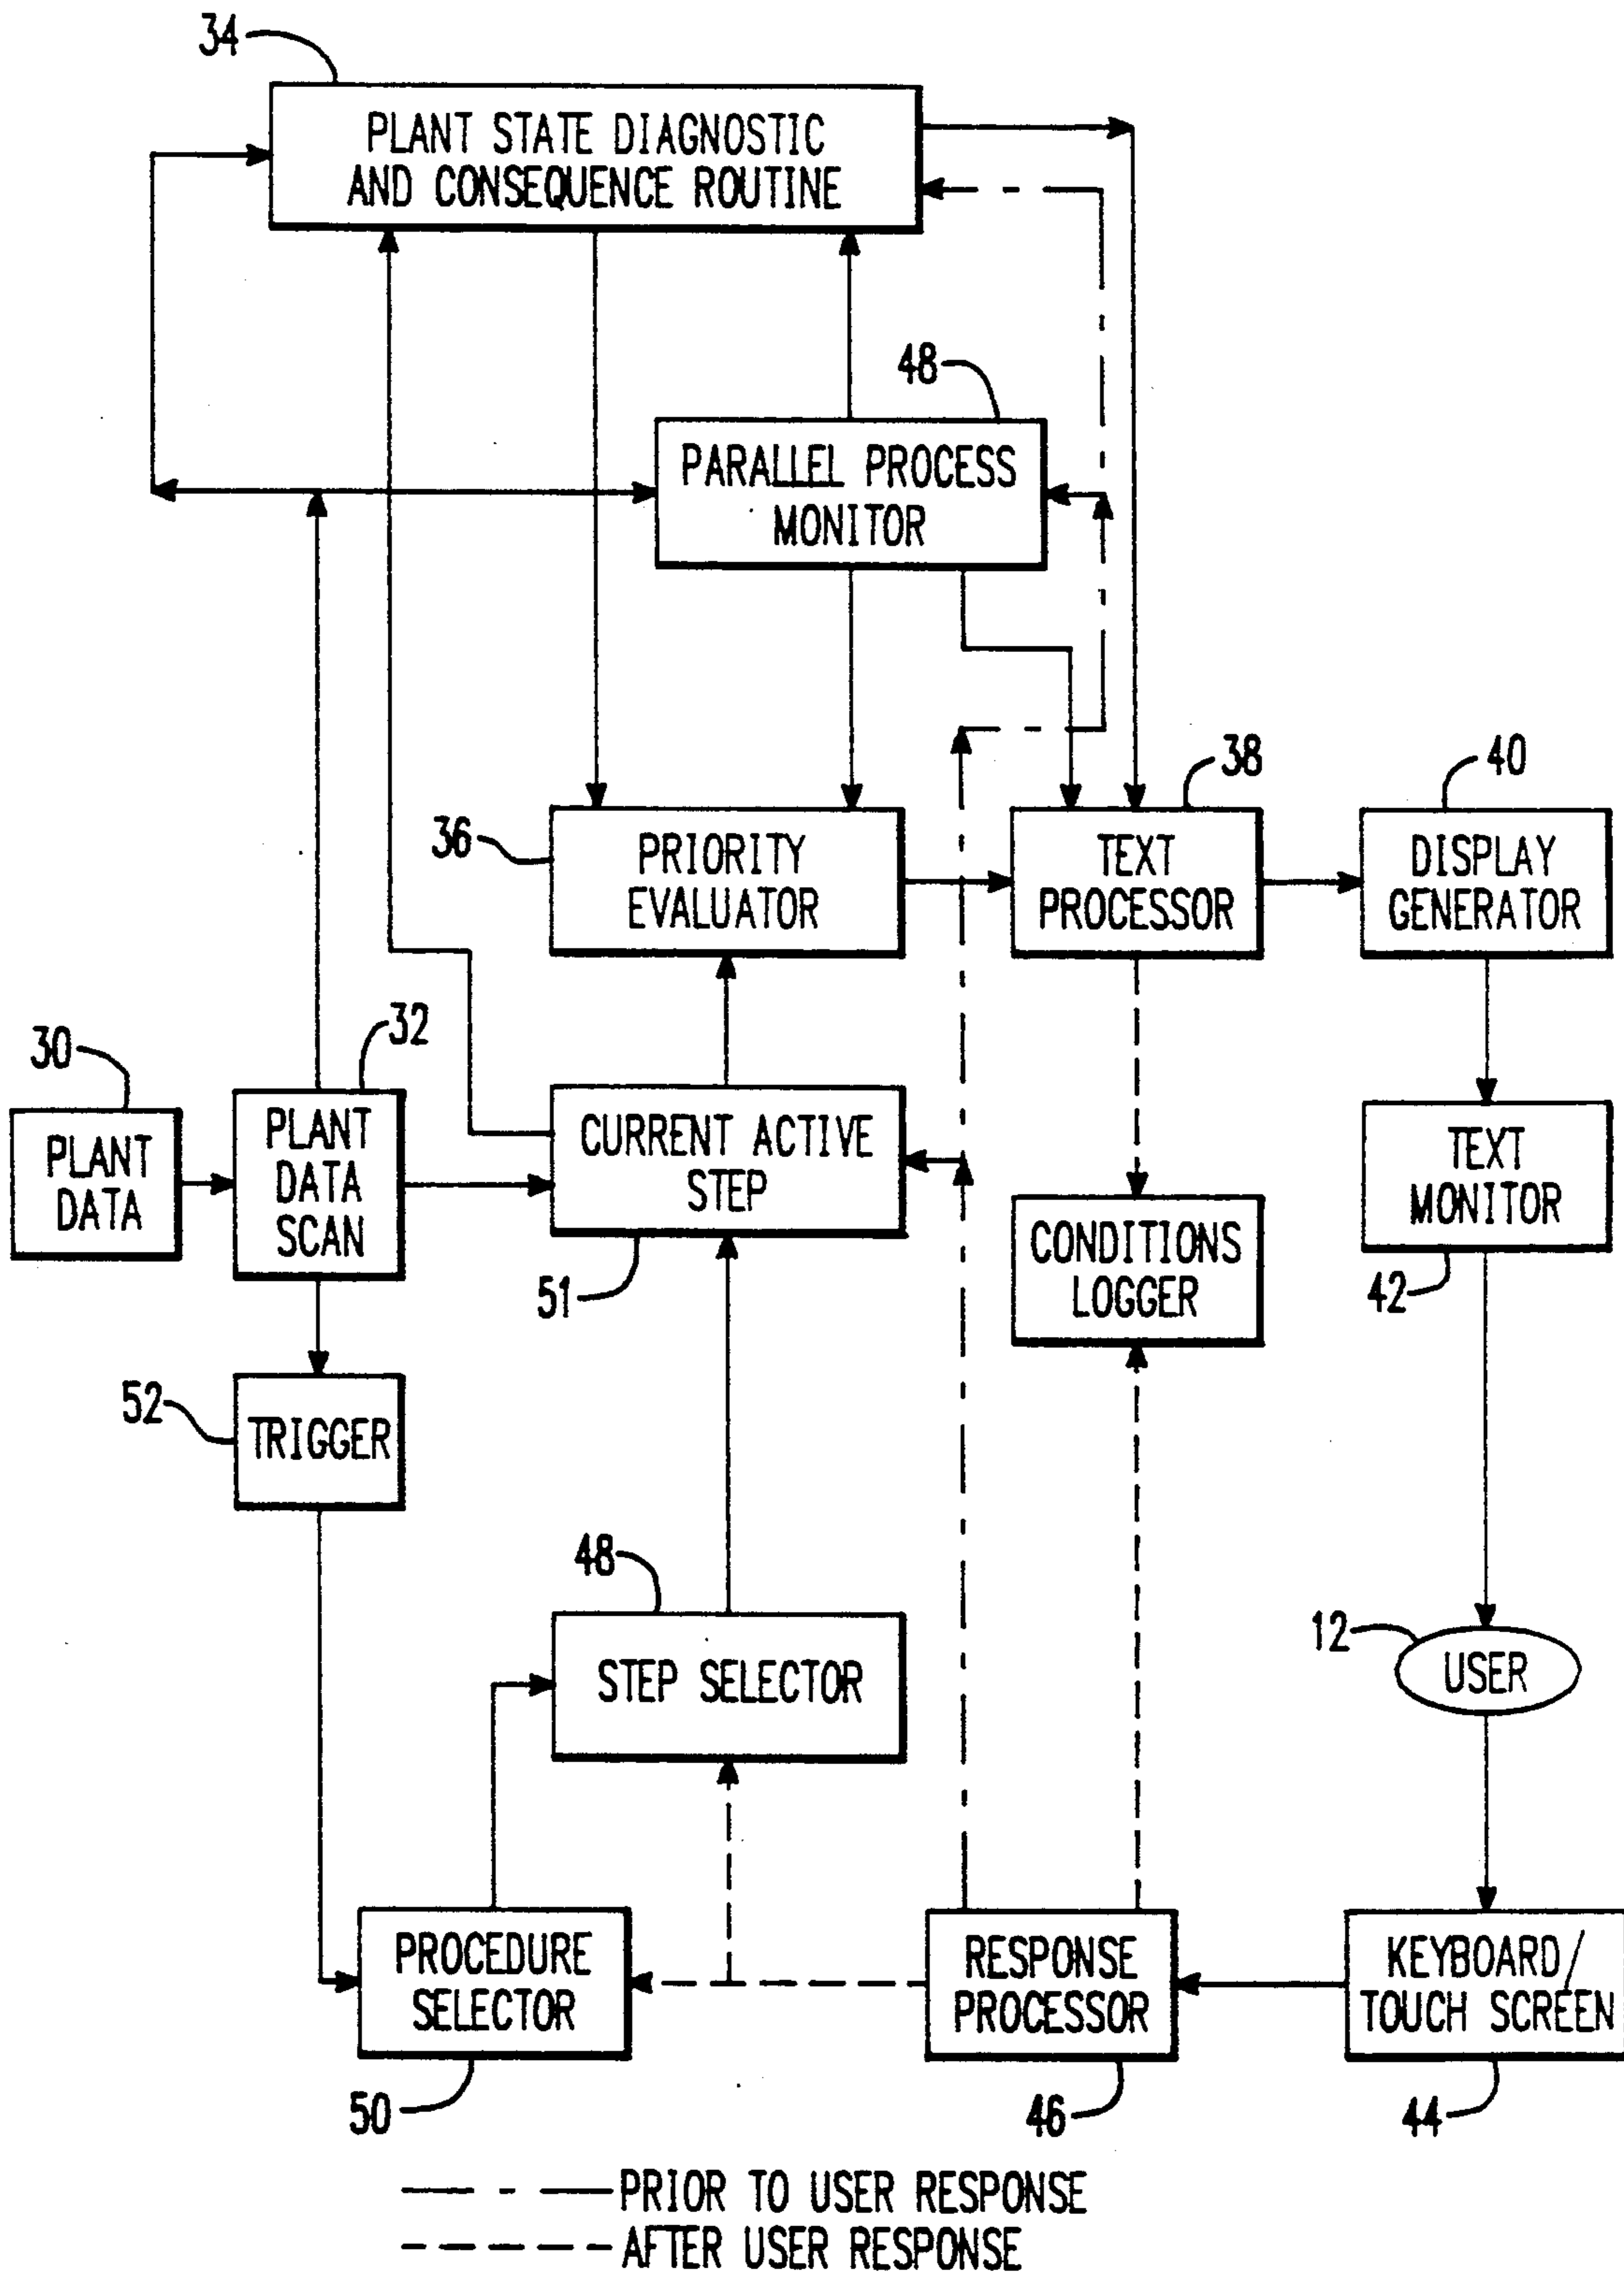 34
PLANT STATE DIAGNOSTIC
AND CONSEQUENCE ROUTINE
48
PARALLEL PROCESS
MONITOR
36
PRIORITY
EVALUATOR
38
TEXT
PROCESSOR
40
DISPLAY
GENERATOR
30
PLANT
DATA
32
PLANT
DATA
SCAN
CURRENT ACTIVE
STEP
51
CONDITIONS
LOGGER
TEXT
MONITOR
42
52
TRIGGER
48
STEP SELECTOR
12
USER
PROCEDURE
SELECTOR
50
RESPONSE
PROCESSOR
46
KEYBOARD/
TOUCH SCREEN
44
PRIOR TO USER RESPONSE
AFTER USER RESPONSE